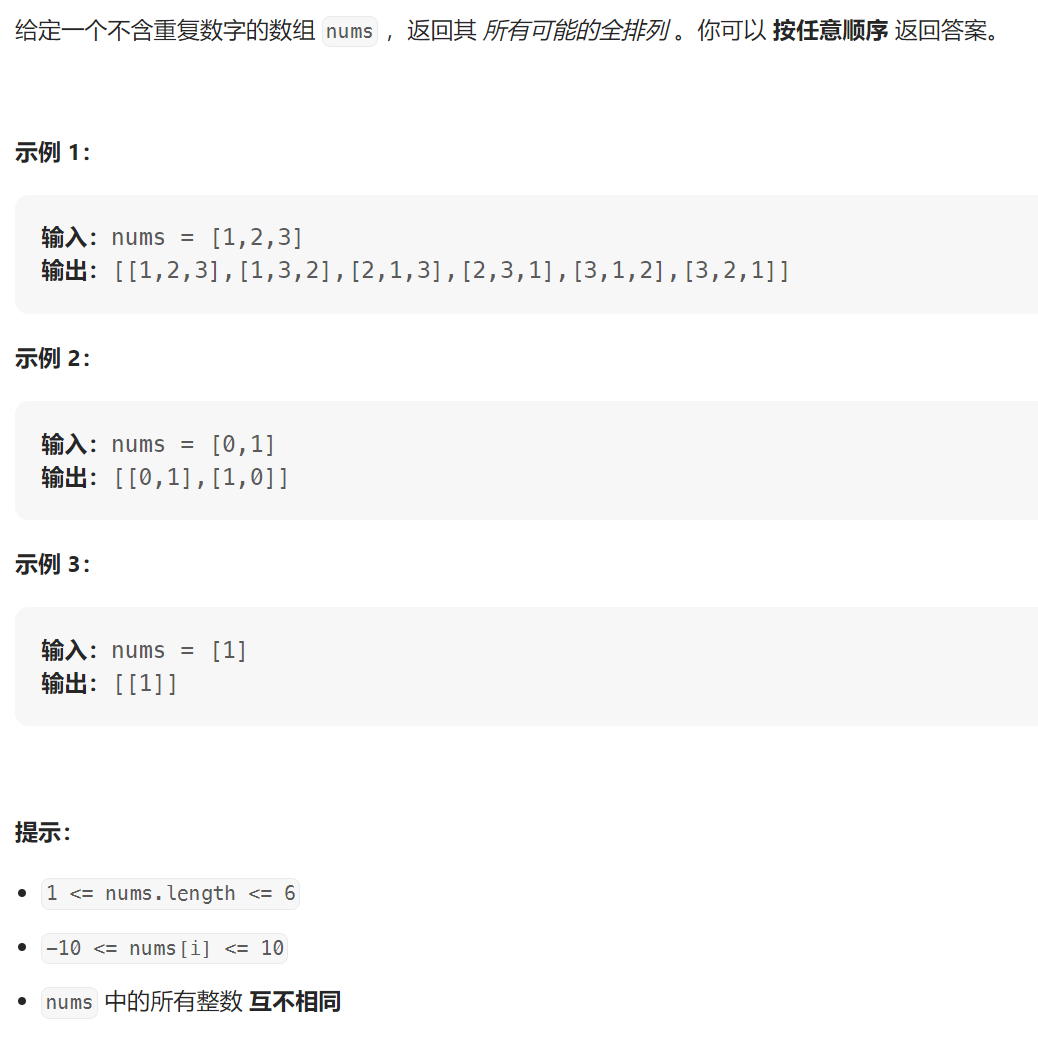 给定一个不含重复数字的数组 nums ，返回其 所有可能的全排列 。你可以 按任意顺序 返回答案。
示例 1：
输入：nums = [1,2,3]
输出：[[1,2,3],[1,3,2],[2,1,3],[2,3,1],[3,1,2],[3,2,1]]
示例 2：
输入：nums = [0,1]
输出：[[0,1],[1,0]]
示例 3：
输入：nums = [1]
输出：[[1]]
提示：
• 1 <= nums.length <= 6
• -10 <= nums[i] <= 10
• nums 中的所有整数 互不相同